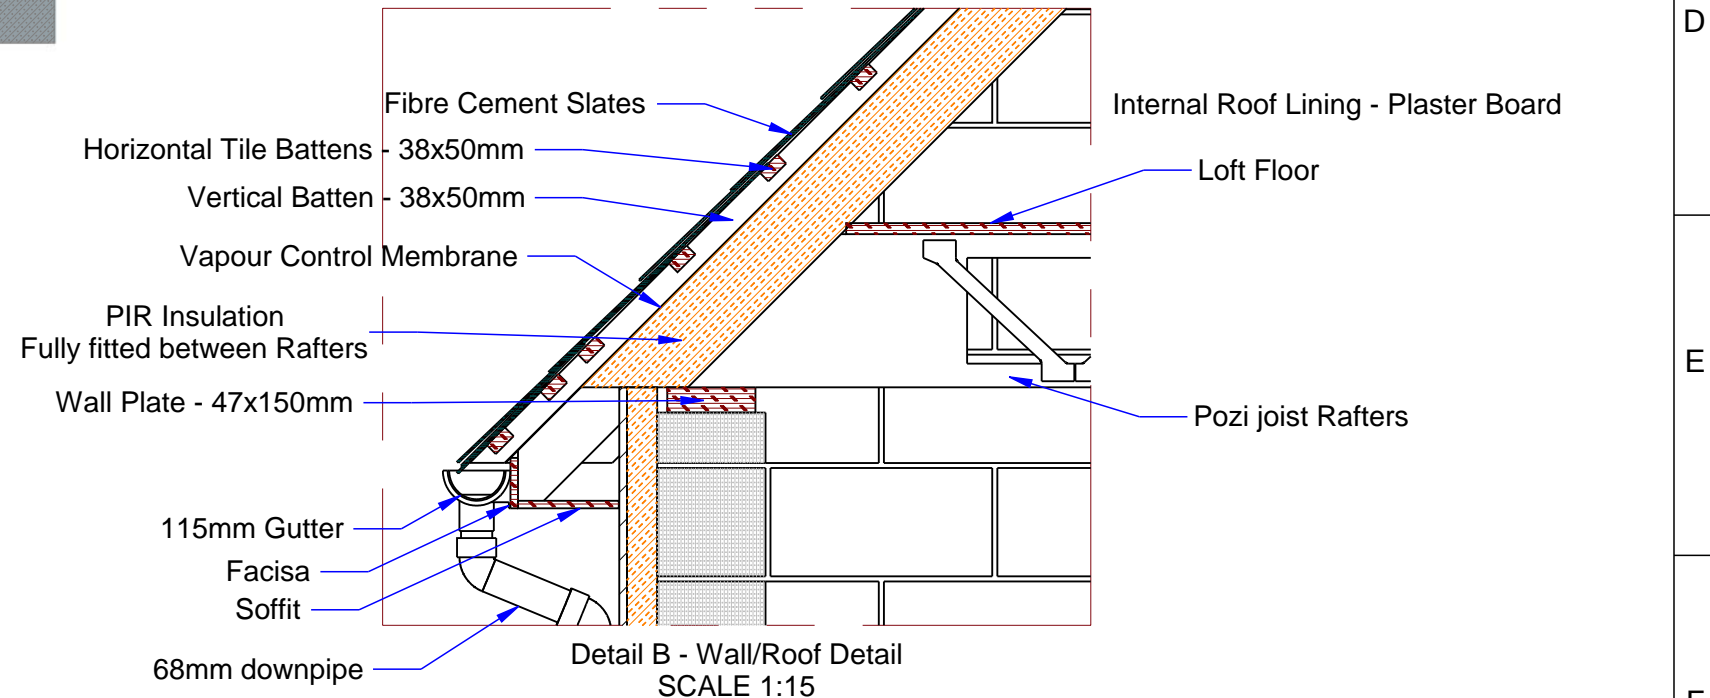 D
Fibre Cement Slates
Internal Roof Lining - Plaster Board
Horizontal Tile Battens - 38x50mm
Loft Floor
Vertical Batten - 38x50mm
Vapour Control Membrane
PIR Insulation
Fully fitted between Rafters
E
Wall Plate - 47x150mm
Pozi joist Rafters
115mm Gutter
Facisa
Soffit
68mm downpipe
Detail B - Wall/Roof Detail
SCALE 1:15
F